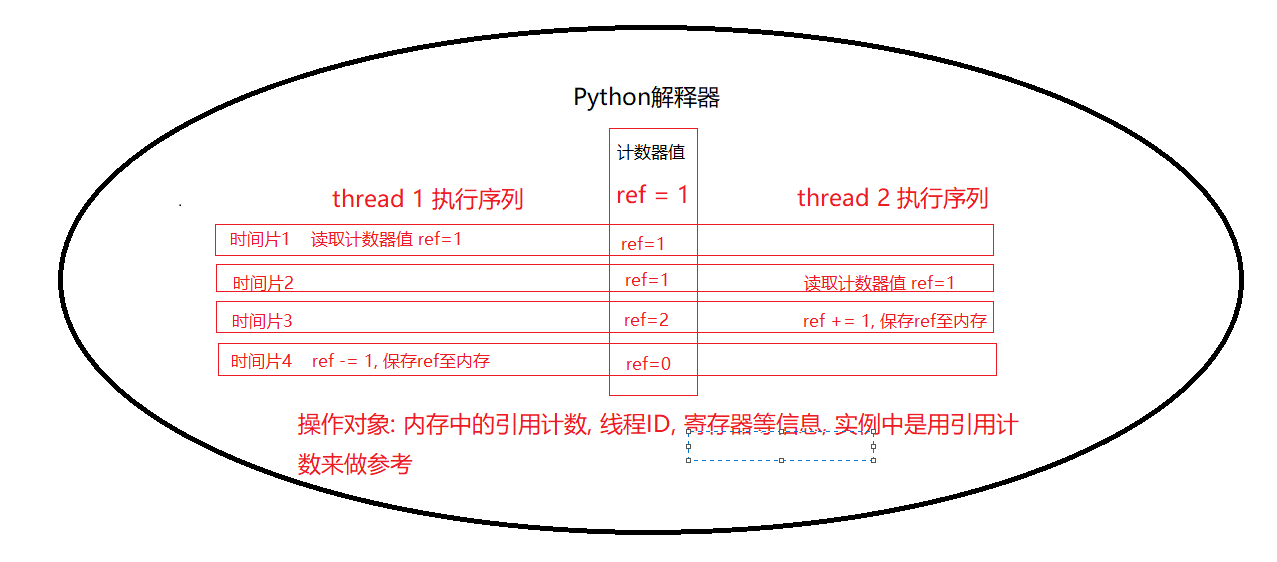 Python解释器
计数器值
thread 1 执行序列
ref = 1
thread 2 执行序列
时间片1 读取计数器值 ref=1
ref=1
时间片2
ref=1
读取计数器值 ref=1
时间片3
ref=2
ref += 1, 保存ref至内存
时间片4 ref -= 1, 保存ref至内存
ref=0
操作对象: 内存中的引用计数, 线程ID, 寄存器等信息, 实例中是用引用计
数来做参考